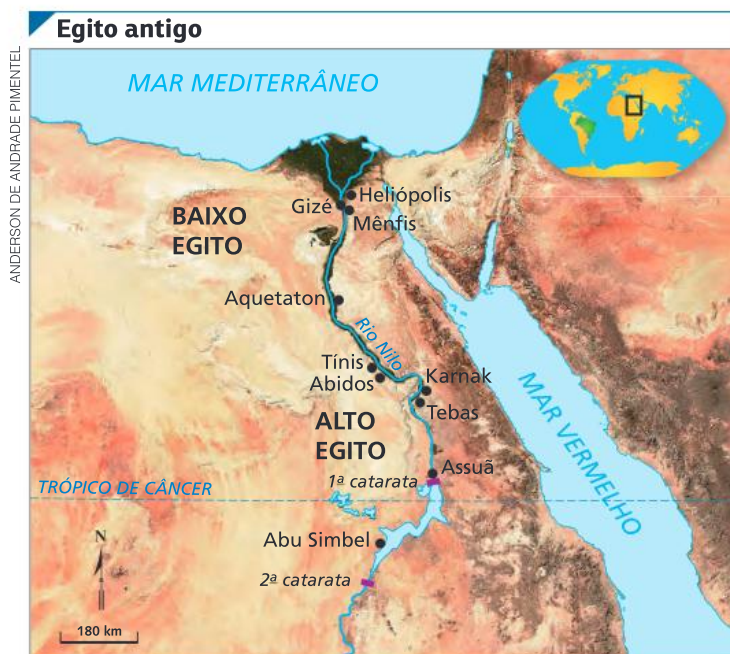 Egito antigo
ANDERSON DE ANDRADE PIMENTEL
MAR MEDITERRÂNEO
Heliópolis
Gizé
Mênfis
BAIXO
EGITO
Aquetaton
Rio Nilo
Tínis
Abidos
Karnak
Tebas
ALTO
EGITO
MAR VERMELHO
Assuã
1ª catarata
TRÓPICO DE CÂNCER
Abu Simbel
N
2ª catarata
180 km